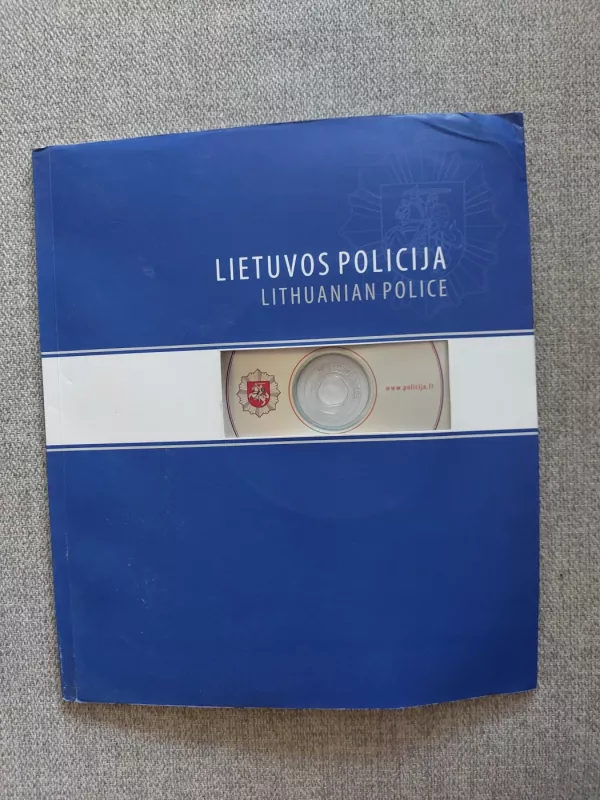 LIETUVOS POLICIJA
LITHUANIAN POLICE
www.policija.lt